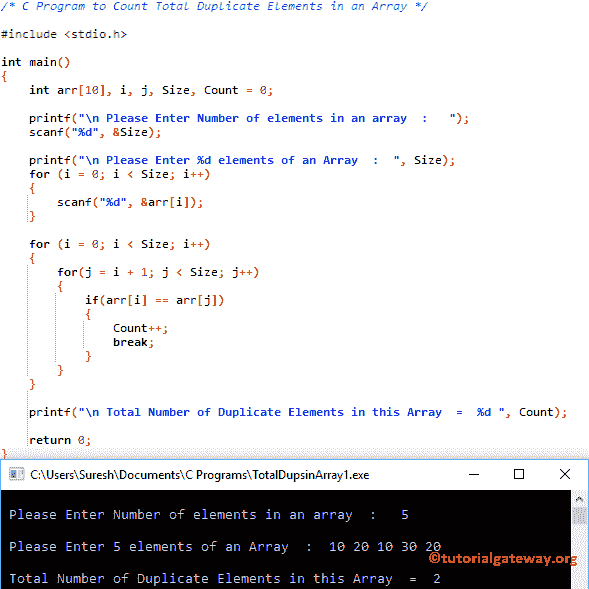 /* C Program to Count Total Duplicate Elements in an Array */
#include <stdio.h>
int main()
{
int arr[10], i, j, Size, Count = 0;
printf("\n Please Enter Number of elements in an array  :   ");
scanf("%d", &Size);
printf("\n Please Enter %d elements of an Array  :  ", Size);
for (i = 0; i < Size; i++)
{
scanf("%d", &arr[i]);
}
for (i = 0; i < Size; i++)
{
for(j = i + 1; j < Size; j++)
{
if(arr[i] == arr[j])
{
Count++;
break;
}
}
}
printf("\n Total Number of Duplicate Elements in this Array  =  %d ", Count);
return 0;
}
C:\Users\Suresh\Documents\C Programs\TotalDupsinArray1.exe
Please Enter Number of elements in an array  :   5
Please Enter 5 elements of an Array  :  10 20 10 30 20
©tutorialgateway.org
Total Number of Duplicate Elements in this Array  =  2